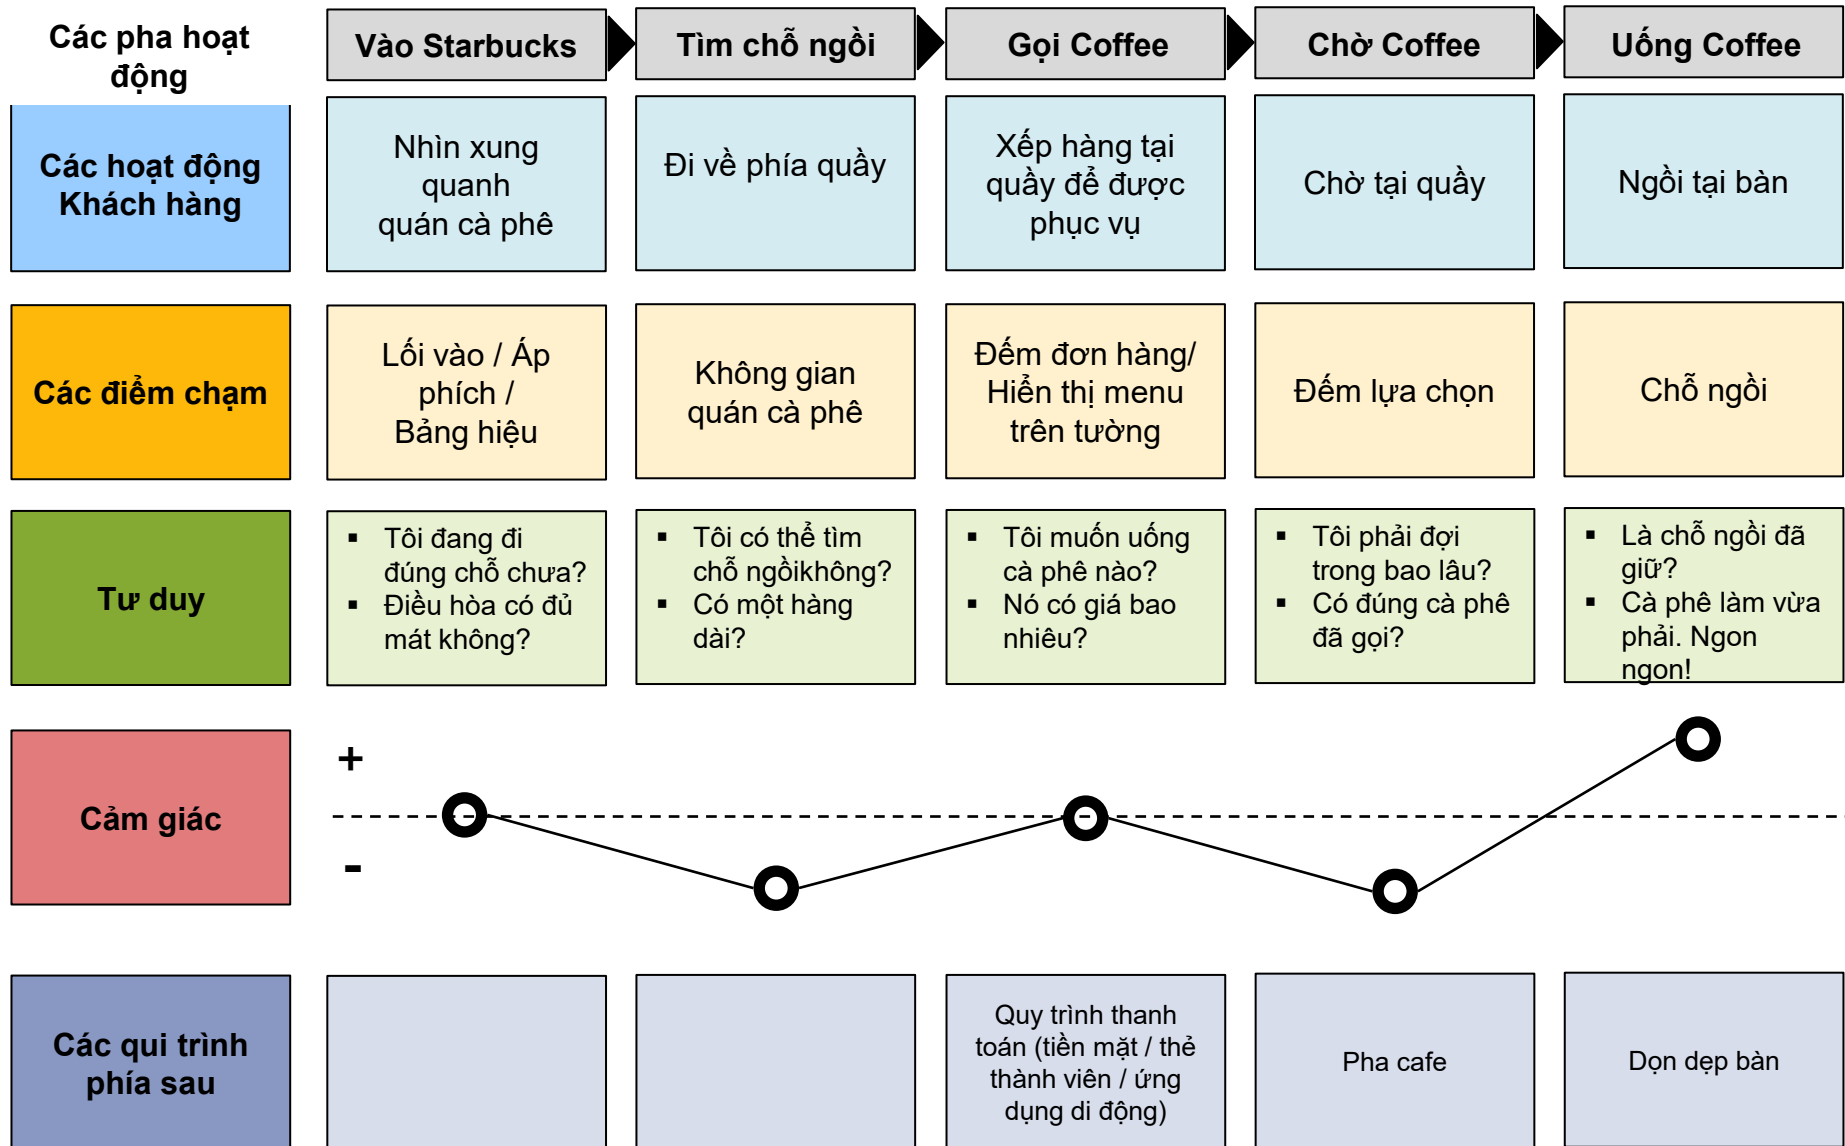 Các pha hoạt
động
Vào Starbucks
Tìm chỗ ngồi
Gọi Coffee
Chờ Coffee
Uống Coffee
Các hoạt động
Khách hàng
Nhìn xung
quanh
quán cà phê
Đi về phía quầy
Xếp hàng tại
quầy để được
phục vụ
Chờ tại quầy
Ngồi tại bàn
Các điểm chạm
Lối vào / Áp
phích /
Bảng hiệu
Không gian
quán cà phê
Đếm đơn hàng/
Hiển thị menu
trên tường
Đếm lựa chọn
Chỗ ngồi
Tư duy
▪ Tôi đang đi
đúng chỗ chưa?
▪ Điều hòa có đủ
mát không?
▪ Tôi có thể tìm
chỗ ngồikhông?
▪ Có một hàng
dài?
▪ Tôi muốn uống
cà phê nào?
▪ Nó có giá bao
nhiêu?
▪ Tôi phải đợi
trong bao lâu?
▪ Có đúng cà phê
đã gọi?
▪ Là chỗ ngồi đã
giữ?
▪ Cà phê làm vừa
phải. Ngon
ngon!
Cảm giác
+
-
Các qui trình
phía sau
Quy trình thanh
toán (tiền mặt / thẻ
thành viên / ứng
dụng di động)
Pha cafe
Dọn dẹp bàn